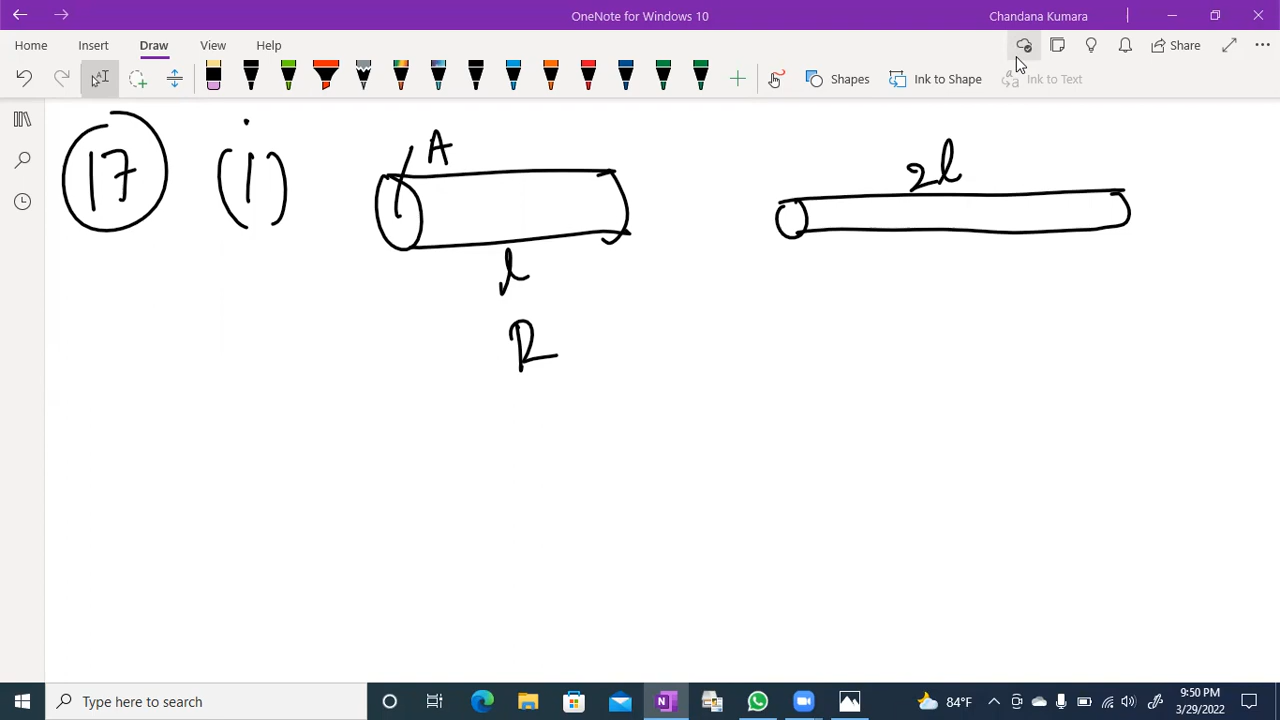 OneNote for Windows 10
Chandana Kumara
Home Insert Draw View Help
Share
Shapes
Ink to Shape
Ink to Text
17 (i) A
2l
l
R
Type here to search
84°F
9:50 PM
3/29/2022